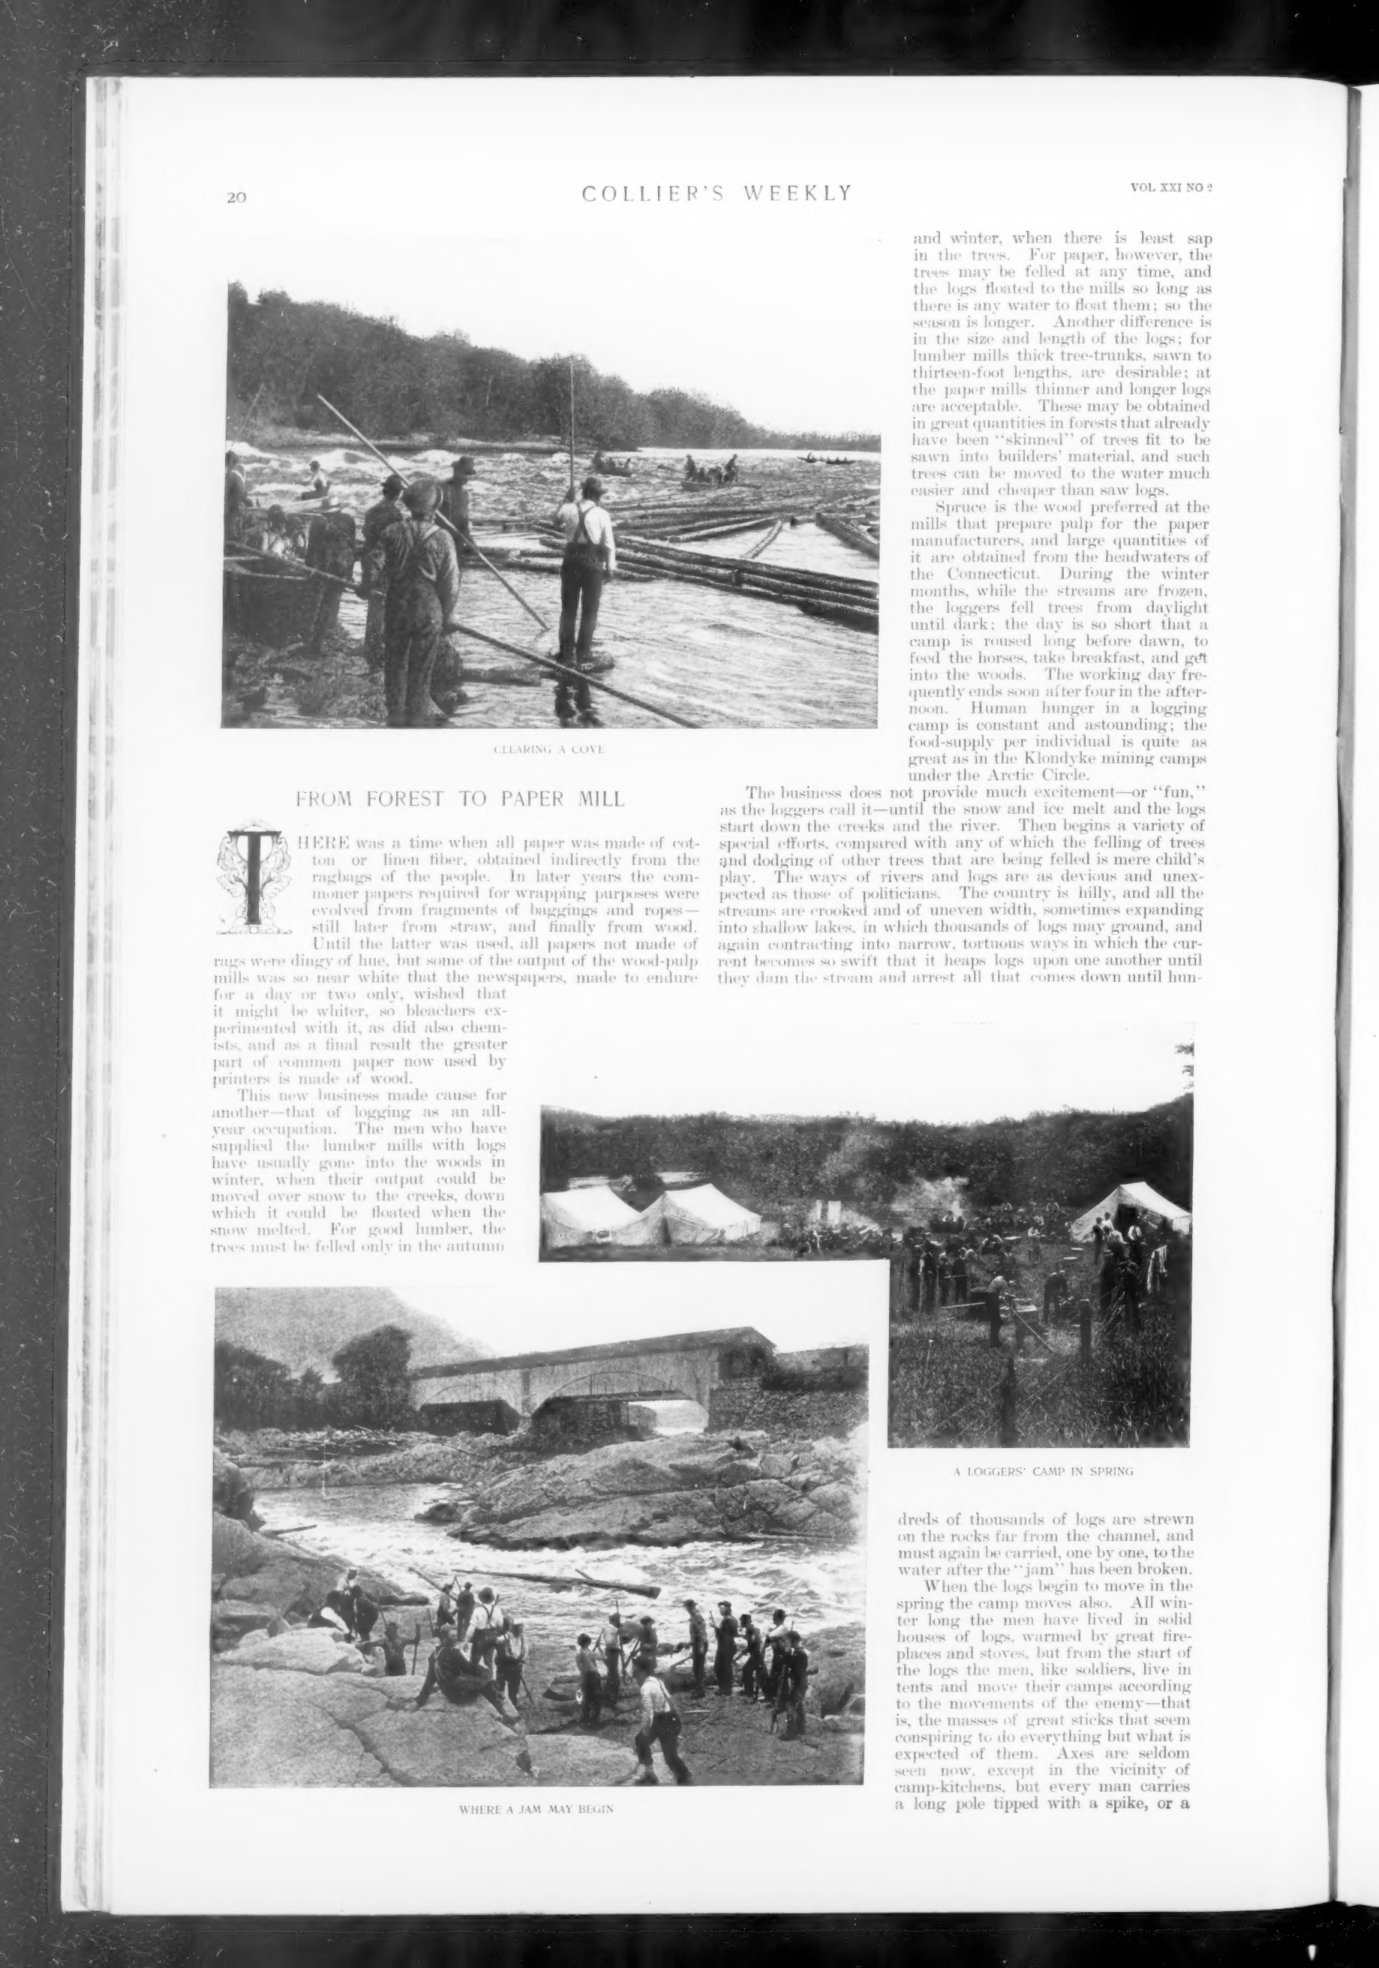 20
COLLIER'S WEEKLY
VOL XXI NO 2
CLEARING A COVE
FROM FOREST TO PAPER MILL
THERE was a time when all paper was made of cot-
ton or linen fiber, obtained indirectly from the
ragbags of the people. In later years the com-
moner papers required for wrapping purposes were
evolved from fragments of baggings and ropes—
still later from straw, and finally from wood.
Until the latter was used, all papers not made of
rags were dingy of hue, but some of the output of the wood-pulp
mills was so near white that the newspapers, made to endure
for a day or two only, wished that
it might be whiter, so bleachers ex-
perimented with it, as did also chem-
ists, and as a final result the greater
part of common paper now used by
printers is made of wood.
This new business made cause for
another—that of logging as an all-
year occupation. The men who have
supplied the lumber mills with logs
have usually gone into the woods in
winter, when their output could be
moved over snow to the creeks, down
which it could be floated when the
snow melted. For good lumber, the
trees must be felled only in the autumn
and winter, when there is least sap
in the trees. For paper, however, the
trees may be felled at any time, and
the logs floated to the mills so long as
there is any water to float them; so the
season is longer. Another difference is
in the size and length of the logs; for
lumber mills thick tree-trunks, sawn to
thirteen-foot lengths, are desirable; at
the paper mills thinner and longer logs
are acceptable. These may be obtained
in great quantities in forests that already
have been "skinned" of trees fit to be
sawn into builders' material, and such
trees can be moved to the water much
easier and cheaper than saw logs.
Spruce is the wood preferred at the
mills that prepare pulp for the paper
manufacturers, and large quantities of
it are obtained from the headwaters of
the Connecticut. During the winter
months, while the streams are frozen,
the loggers fell trees from daylight
until dark; the day is so short that a
camp is roused long before dawn, to
feed the horses, take breakfast, and get
into the woods. The working day fre-
quently ends soon after four in the after-
noon. Human hunger in a logging
camp is constant and astounding; the
food-supply per individual is quite as
great as in the Klondyke mining camps
under the Arctic Circle.
The business does not provide much excitement—or "fun,"
as the loggers call it—until the snow and ice melt and the logs
start down the creeks and the river. Then begins a variety of
special efforts, compared with any of which the felling of trees
and dodging of other trees that are being felled is mere child's
play. The ways of rivers and logs are as devious and unex-
pected as those of politicians. The country is hilly, and all the
streams are crooked and of uneven width, sometimes expanding
into shallow lakes, in which thousands of logs may ground, and
again contracting into narrow, tortuous ways in which the cur-
rent becomes so swift that it heaps logs upon one another until
they dam the stream and arrest all that comes down until hun-
A LOGGERS' CAMP IN SPRING
WHERE A JAM MAY BEGIN
dreds of thousands of logs are strewn
on the rocks far from the channel, and
must again be carried, one by one, to the
water after the "jam" has been broken.
When the logs begin to move in the
spring the camp moves also. All win-
ter long the men have lived in solid
houses of logs, warmed by great fire-
places and stoves, but from the start of
the logs the men, like soldiers, live in
tents and move their camps according
to the movements of the enemy—that
is, the masses of great sticks that seem
conspiring to do everything but what is
expected of them. Axes are seldom
seen now, except in the vicinity of
camp-kitchens, but every man carries
a long pole tipped with a spike, or a